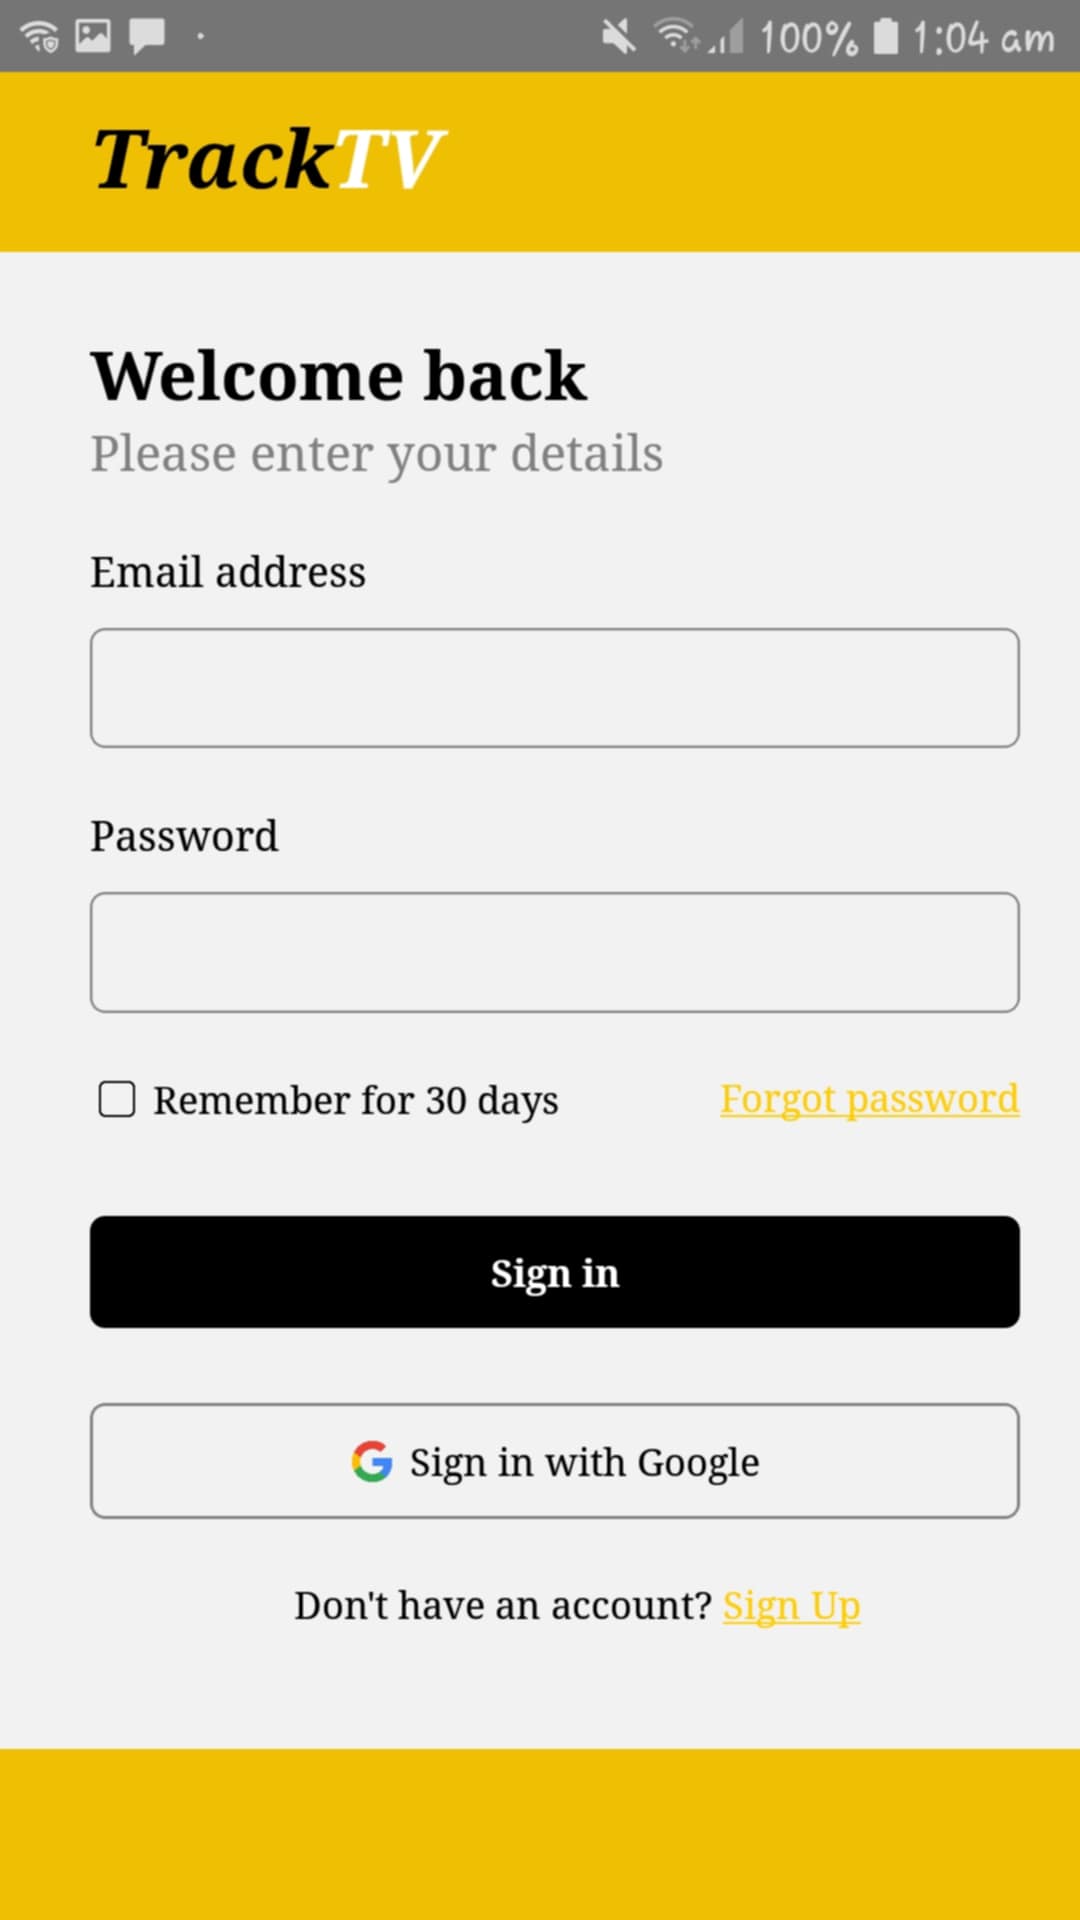 100% 1:04 am
TrackTV
Welcome back
Please enter your details
Email address
Password
Remember for 30 days Forgot password
Sign in
Sign in with Google
Don't have an account? Sign Up